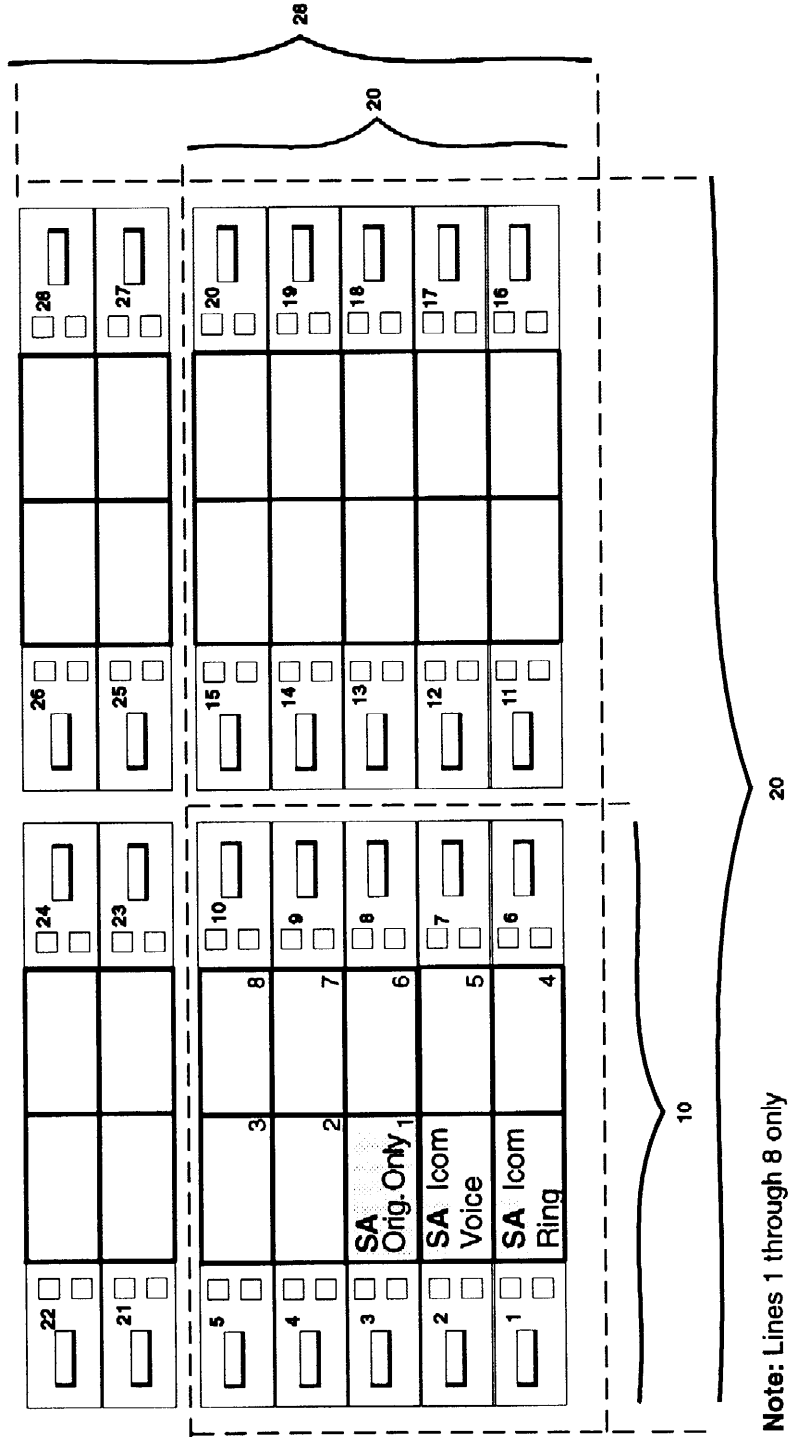 22 24 26 28
21 23 25 27
5 3 8 10 15 20
28
4 2 7 9 14 19
3 SA 6 8 13 18
Orig. Only 1
20
2 SA Icom 5 7 12 17
Voice
1 SA Icom 4 6 11 16
Ring
10
20
Note: Lines 1 through 8 only